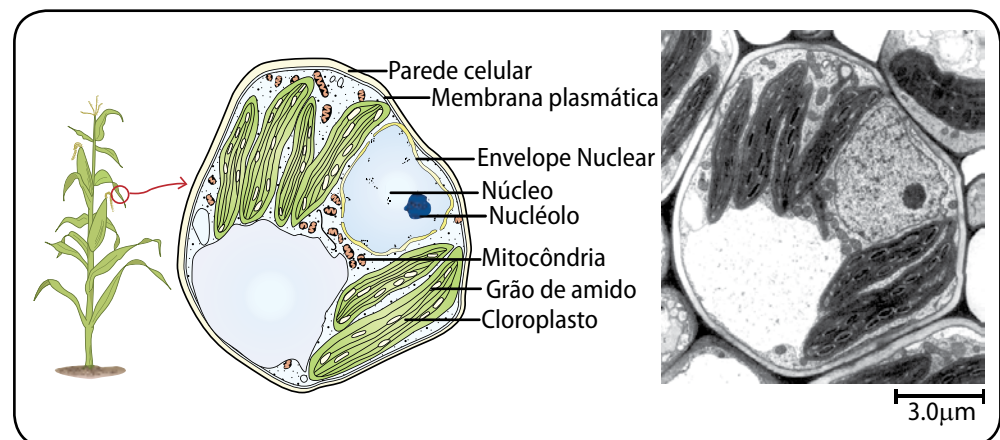 Parede celular
Membrana plasmática
Envelope Nuclear
Núcleo
Nucléolo
Mitocôndria
Grão de amido
Cloroplasto
3.0μm